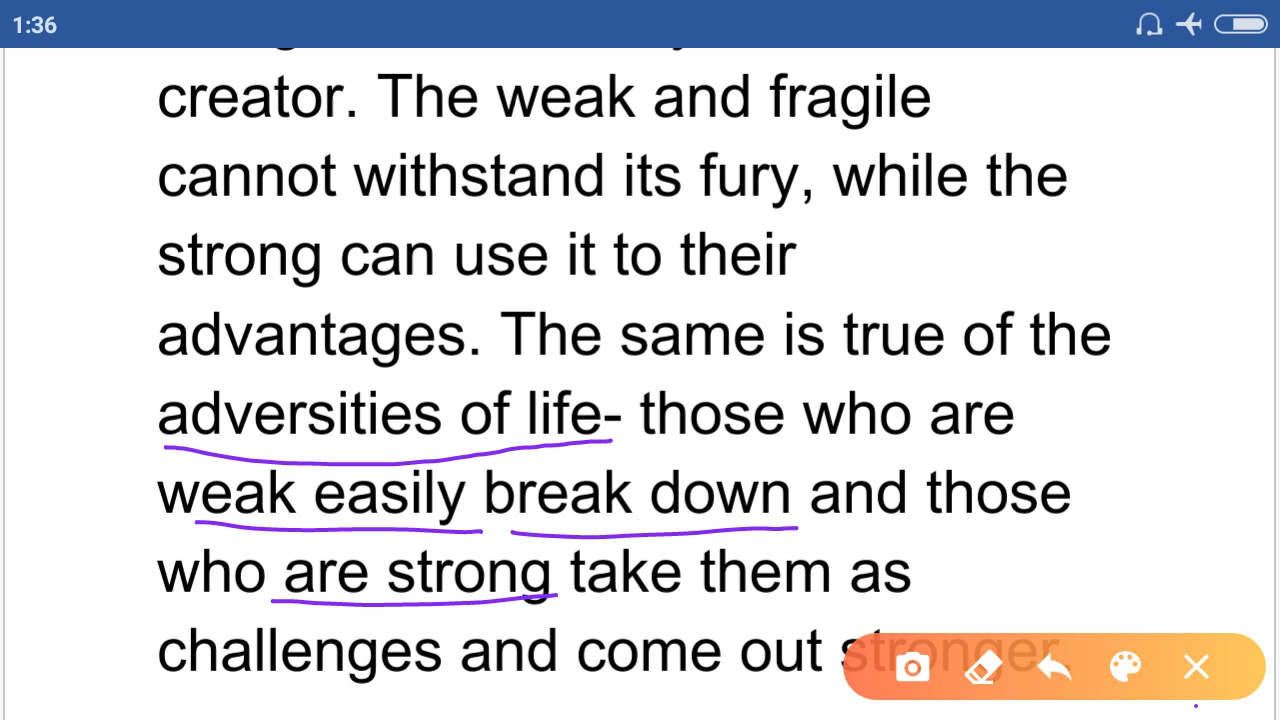 1:36
creator. The weak and fragile
cannot withstand its fury, while the
strong can use it to their
advantages. The same is true of the
adversities of life- those who are
weak easily break down and those
who are strong take them as
challenges and come out stronger.